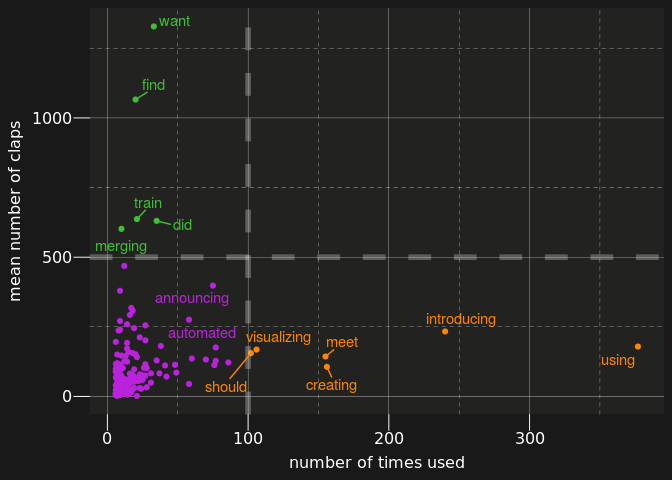 want
find
1000
train
did
merging
500
announcing
automated
introducing
visualizing
meet
using
should
creating
0
0
100
200
300
number of times used
mean number of claps